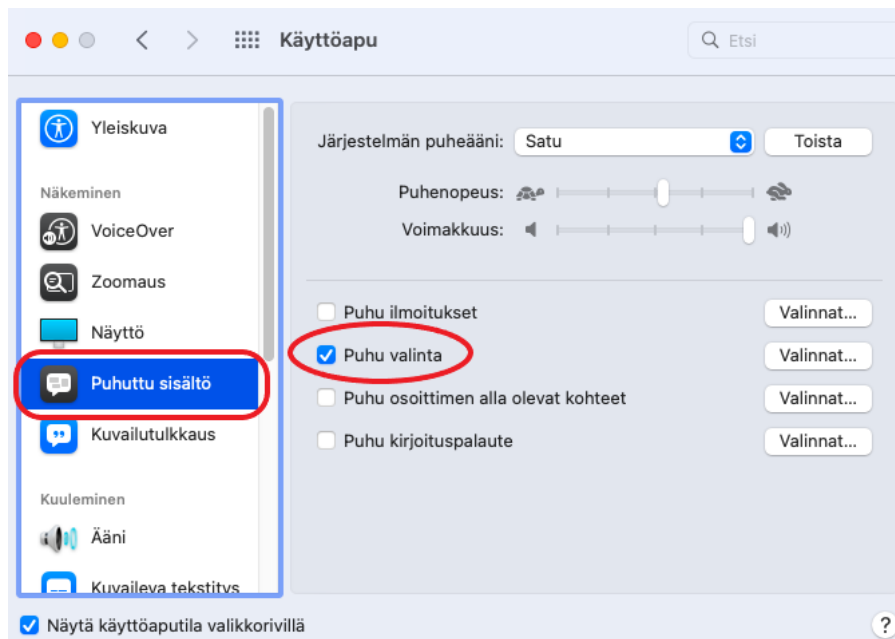 Käyttöapu
Etsi
Yleiskuva
Näkeminen
VoiceOver
Zoomaus
Näyttö
Puhuttu sisältö
Kuvailutulkkaus
Kuuleminen
Ääni
Kuvaileva tekstitys
Järjestelmän puheääni: Satu Toista
Puhenopeus:
Voimakkuus:
Puhu ilmoitukset Valinnat...
Puhu valinta Valinnat...
Puhu osoittimen alla olevat kohteet Valinnat...
Puhu kirjoituspalaute Valinnat...
Näytä käyttöaputila valikkorivillä ?